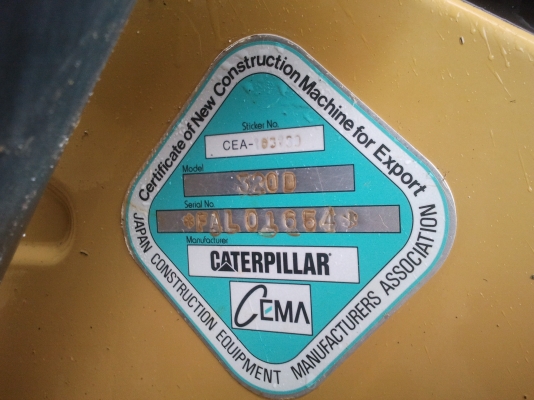 Certificate of New Construction Machine for Export
Sticker No.
CEA-
Model
320D
Serial No.
Manufacturer
CATERPILLAR
CEMA
JAPAN CONSTRUCTION EQUIPMENT MANUFACTURERS ASSOCIATION